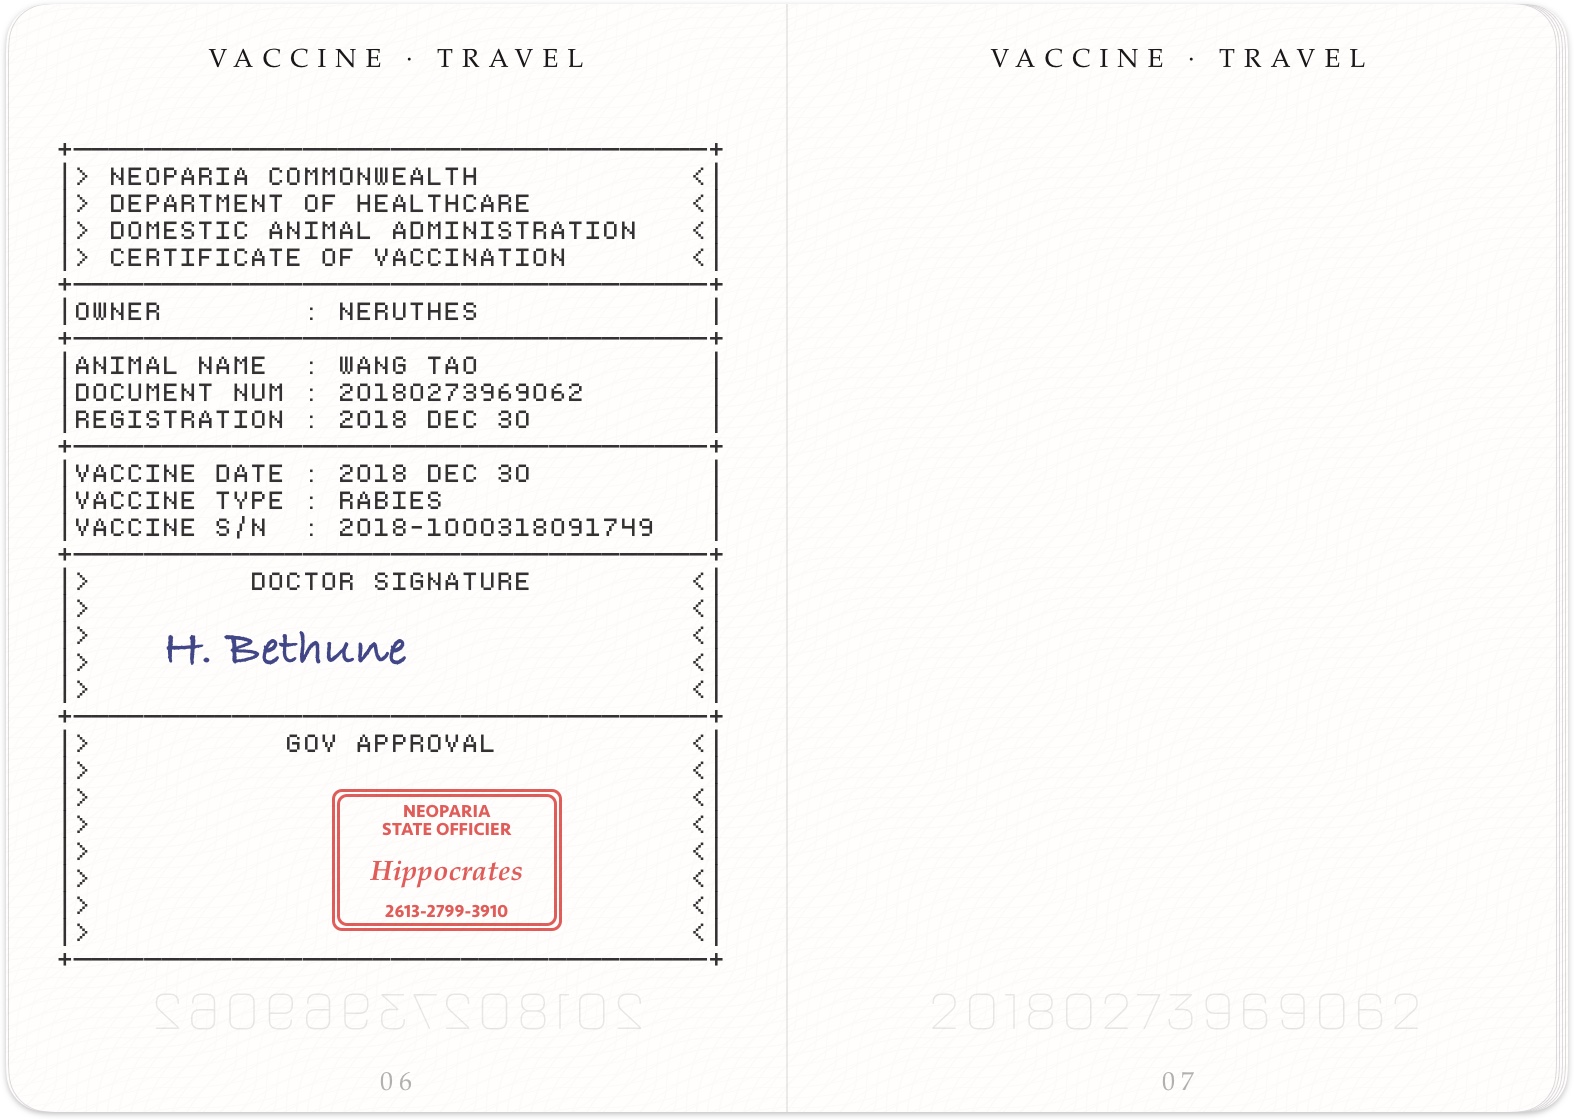 VACCINE · TRAVEL
> NEOPARIA COMMONWEALTH <
> DEPARTMENT OF HEALTHCARE <
> DOMESTIC ANIMAL ADMINISTRATION <
> CERTIFICATE OF VACCINATION <
OWNER : NERUTHES
ANIMAL NAME : WANG TAO
DOCUMENT NUM : 20180273969062
REGISTRATION : 2018 DEC 30
VACCINE DATE : 2018 DEC 30
VACCINE TYPE : RABIES
VACCINE S/N : 2018-1000318091749
> DOCTOR SIGNATURE <
H. Bethune
> GOV APPROVAL <
NEOPARIA
STATE OFFICIER
Hippocrates
2613-2799-3910
20180273969062
06
VACCINE · TRAVEL
20180273969062
07